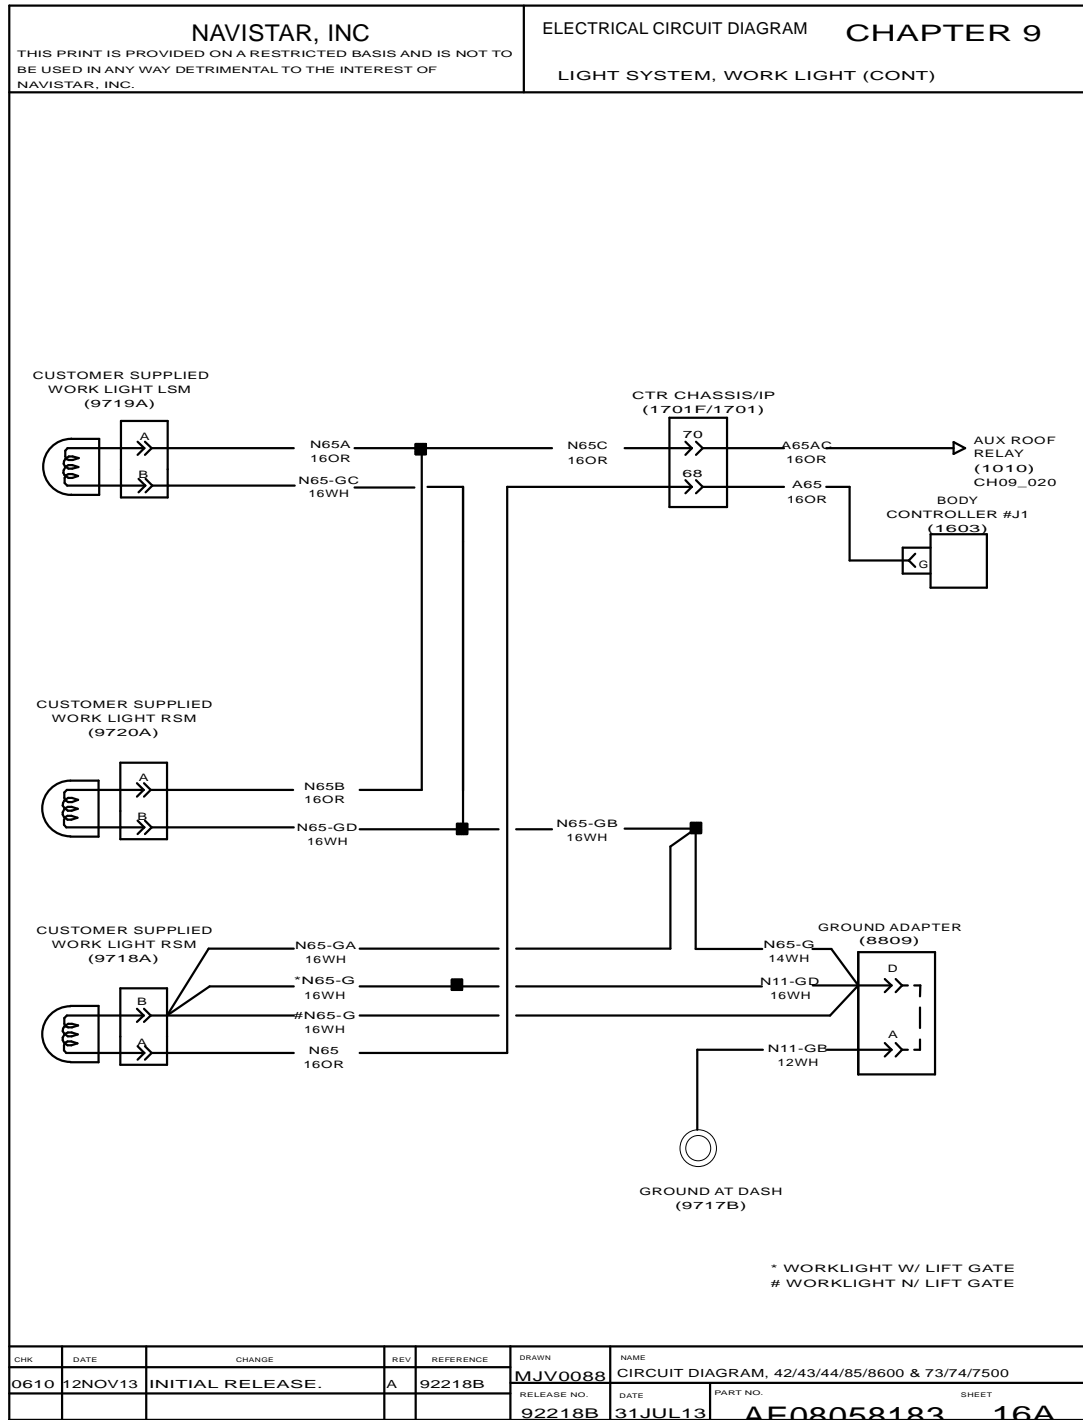 NAVISTAR, INC
THIS PRINT IS PROVIDED ON A RESTRICTED BASIS AND IS NOT TO
BE USED IN ANY WAY DETRIMENTAL TO THE INTEREST OF
NAVISTAR, INC.
ELECTRICAL CIRCUIT DIAGRAM
CHAPTER 9
LIGHT SYSTEM, WORK LIGHT (CONT)
CUSTOMER SUPPLIED
WORK LIGHT LSM
(9719A)
A
B
N65A
16OR
N65-GC
16WH
N65C
16OR
CTR CHASSIS/IP
(1701F/1701)
70
68
A65AC
16OR
A65
16OR
AUX ROOF
RELAY
(1010)
CH09_020
BODY
CONTROLLER #J1
(1603)
G
CUSTOMER SUPPLIED
WORK LIGHT RSM
(9720A)
A
B
N65B
16OR
N65-GD
16WH
N65-GB
16WH
CUSTOMER SUPPLIED
WORK LIGHT RSM
(9718A)
B
A
N65-GA
16WH
*N65-G
16WH
#N65-G
16WH
N65
16OR
GROUND ADAPTER
(8809)
N65-G
14WH
N11-GD
16WH
D
A
N11-GB
12WH
GROUND AT DASH
(9717B)
* WORKLIGHT W/ LIFT GATE
# WORKLIGHT N/ LIFT GATE
CHK DATE CHANGE REV REFERENCE
0610 12NOV13 INITIAL RELEASE. A 92218B
DRAWN
MJV0088
NAME
CIRCUIT DIAGRAM, 42/43/44/85/8600 & 73/74/7500
RELEASE NO.
92218B
DATE
31JUL13
PART NO.
AE08058183
SHEET
16A